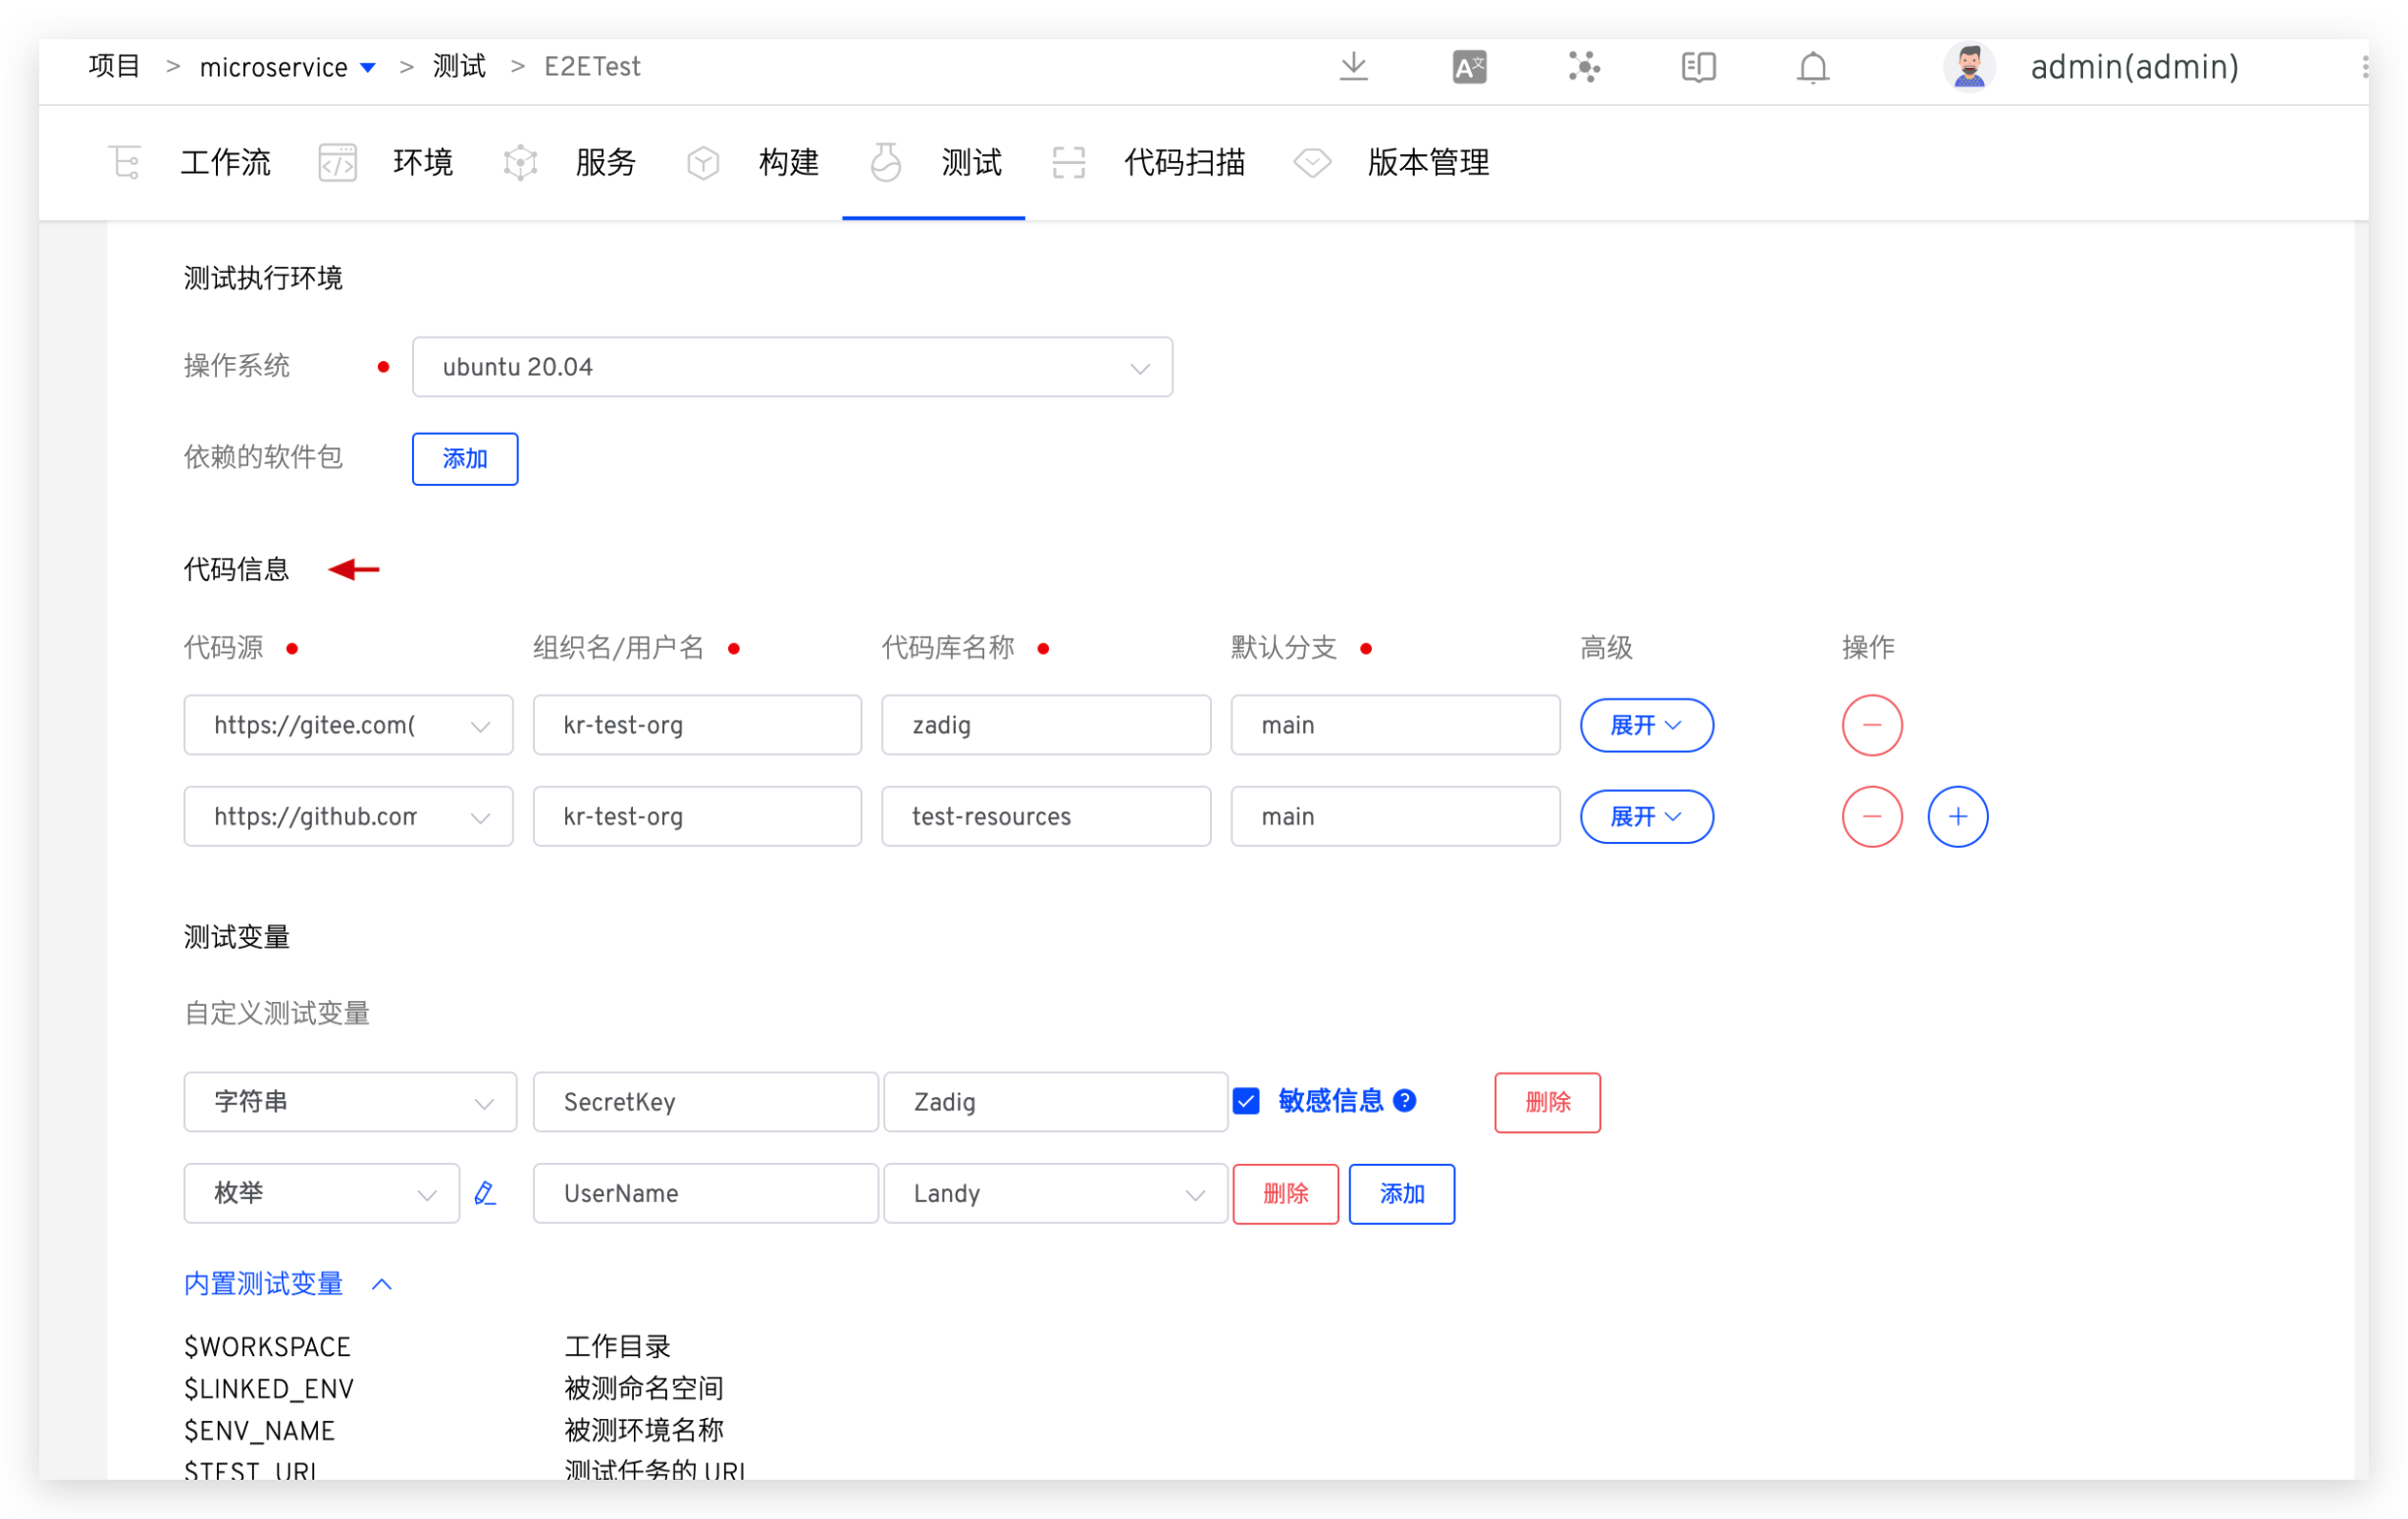 项目 > microservice > 测试 > E2ETest admin(admin)
工作流 环境 服务 构建 测试 代码扫描 版本管理
测试执行环境
操作系统 ubuntu 20.04
依赖的软件包 添加
代码信息
代码源 组织名/用户名 代码库名称 默认分支 高级 操作
https://gitee.com( kr-test-org zadig main 展开
https://github.com kr-test-org test-resources main 展开
测试变量
自定义测试变量
字符串 SecretKey Zadig 敏感信息 删除
枚举 UserName Landy 删除 添加
内置测试变量
$WORKSPACE 工作目录
$LINKED_ENV 被测命名空间
$ENV_NAME 被测环境名称
$TEST_URL 测试任务的 URL